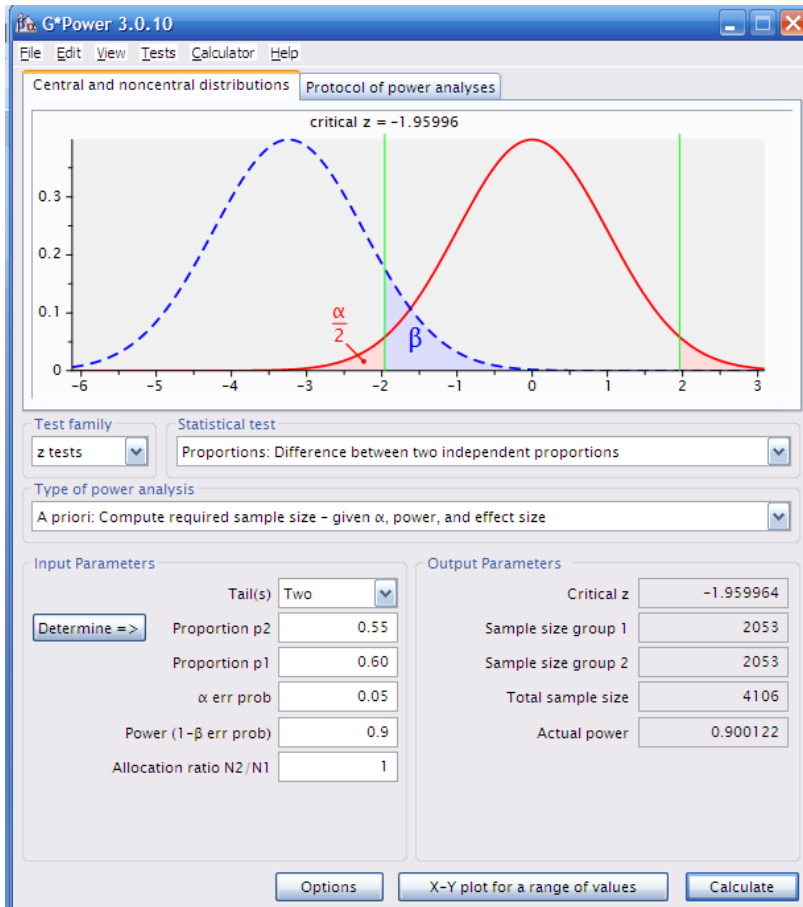 G*Power 3.0.10
File Edit View Tests Calculator Help
Central and noncentral distributions Protocol of power analyses
critical z = -1.95996
0.3
0.2
0.1
0
α
2
β
-6 -5 -4 -3 -2 -1 0 1 2 3
Test family Statistical test
z tests Proportions: Difference between two independent proportions
Type of power analysis
A priori: Compute required sample size – given α, power, and effect size
Input Parameters Output Parameters
Tail(s) Two Critical z -1.959964
Determine => Proportion p2 0.55 Sample size group 1 2053
Proportion p1 0.60 Sample size group 2 2053
α err prob 0.05 Total sample size 4106
Power (1-β err prob) 0.9 Actual power 0.900122
Allocation ratio N2/N1 1
Options X-Y plot for a range of values Calculate